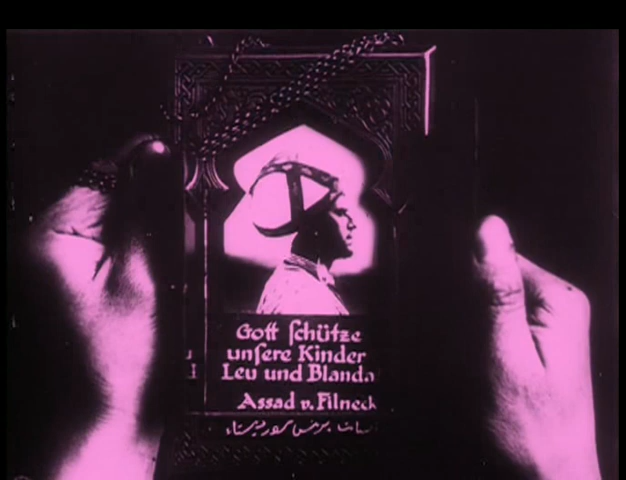 Gott schütze
unsere Kinder
Leu und Blanda
Assad v. Filneck